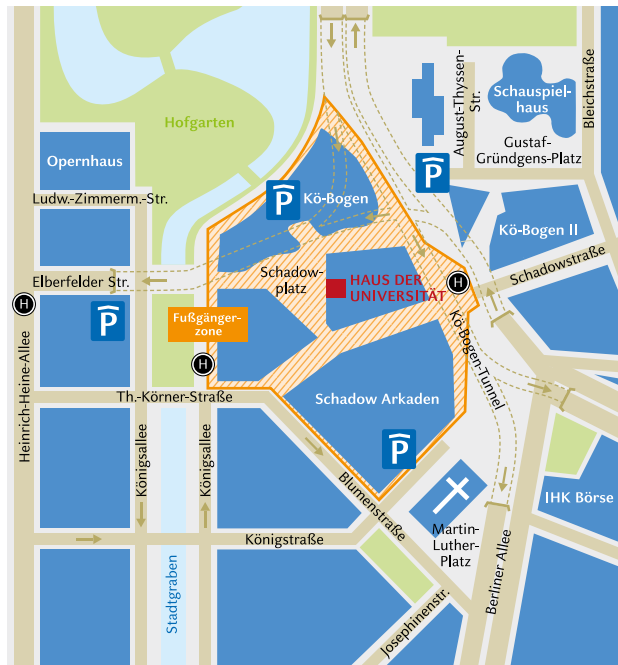 Hofgarten
Opernhaus
Ludw.-Zimmerm.-Str.
Elberfelder Str.
P
Kö-Bogen
P
August-Thyssen-
Str.
Schauspiel-
haus
Gustaf-
Gründgens-Platz
Bleichstraße
P
Kö-Bogen II
Schadowstraße
Schadow-
platz
HAUS DER
UNIVERSITÄT
H
H
P
Fußgänger-
zone
H
Kö-Bogen-Tunnel
Heinrich-Heine-Allee
Th.-Körner-Straße
Schadow Arkaden
P
Königsallee
Königsallee
Blumenstraße
Königstraße
Stadtgraben
Martin-
Luther-
Platz
IHK Börse
Berliner Allee
Josephinenstr.